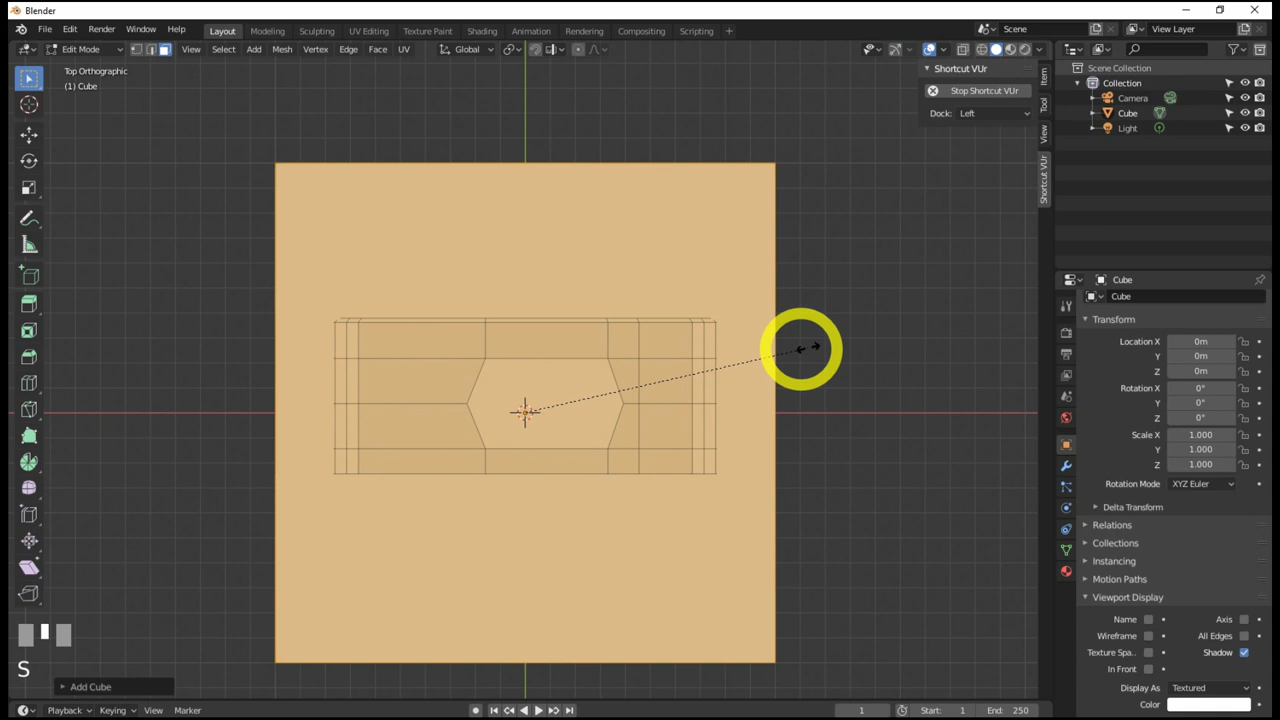 Blender
File Edit Render Window Help Layout Modeling Sculpting UV Editing Texture Paint Shading Animation Rendering Compositing Scripting + Scene View Layer
Edit Mode View Select Add Mesh Vertex Edge Face UV Global
Top Orthographic
(1) Cube
Shortcut VUr
Stop Shortcut VUr
Dock: Left
Item
Tool
View
Shortcut VUr
Scene Collection
Collection
Camera
Cube
Light
Cube
Cube
Transform
Location X 0m
Y 0m
Z 0m
Rotation X 0°
Y 0°
Z 0°
Scale X 1.000
Y 1.000
Z 1.000
Rotation Mode XYZ Euler
Delta Transform
Relations
Collections
Instancing
Motion Paths
Viewport Display
Name Axis
Wireframe All Edges
Texture Spa.. Shadow
In Front
Display As Textured
Color
S
Add Cube
Playback Keying View Marker 1 Start: 1 End: 250